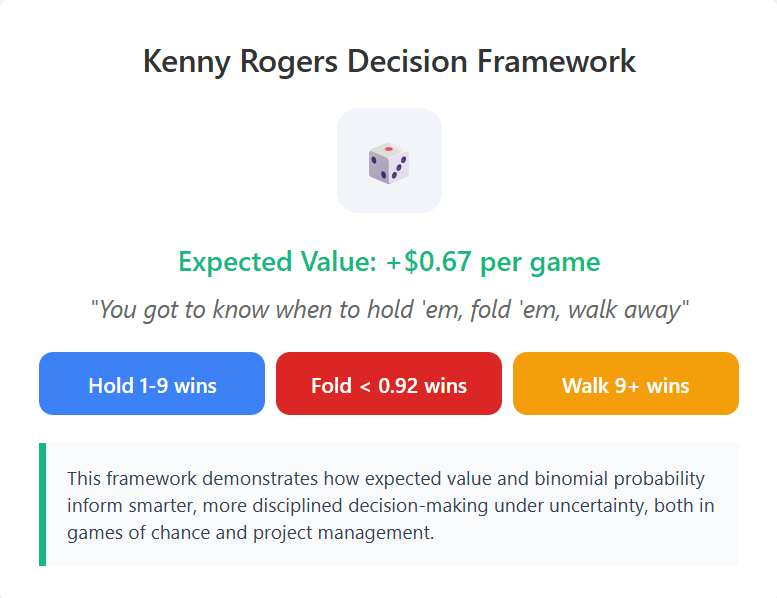 Kenny Rogers Decision Framework
Expected Value: +$0.67 per game
"You got to know when to hold 'em, fold 'em, walk away"
Hold 1-9 wins
Fold < 0.92 wins
Walk 9+ wins
This framework demonstrates how expected value and binomial probability
inform smarter, more disciplined decision-making under uncertainty, both in
games of chance and project management.